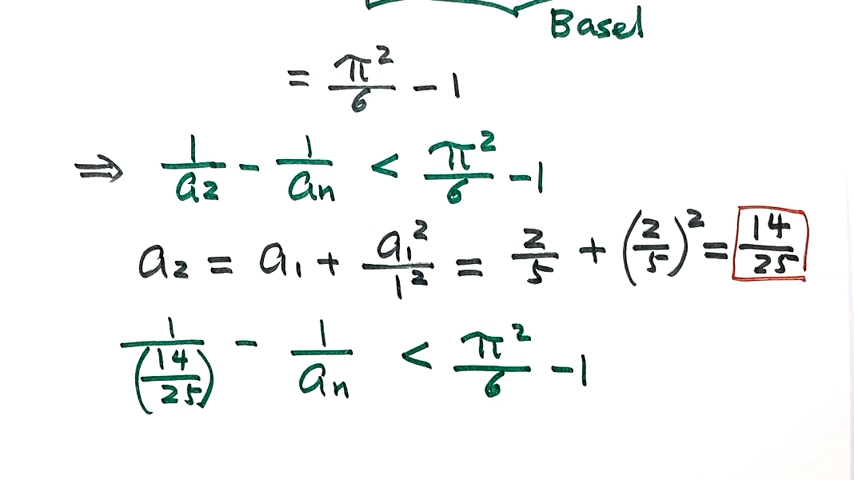 Basel
= π²/6 - 1
⇒ 1/a₂ - 1/aₙ < π²/6 - 1
a₂ = a₁ + a₁²/1² = 2/5 + (2/5)² = 14/25
1/(14/25) - 1/aₙ < π²/6 - 1